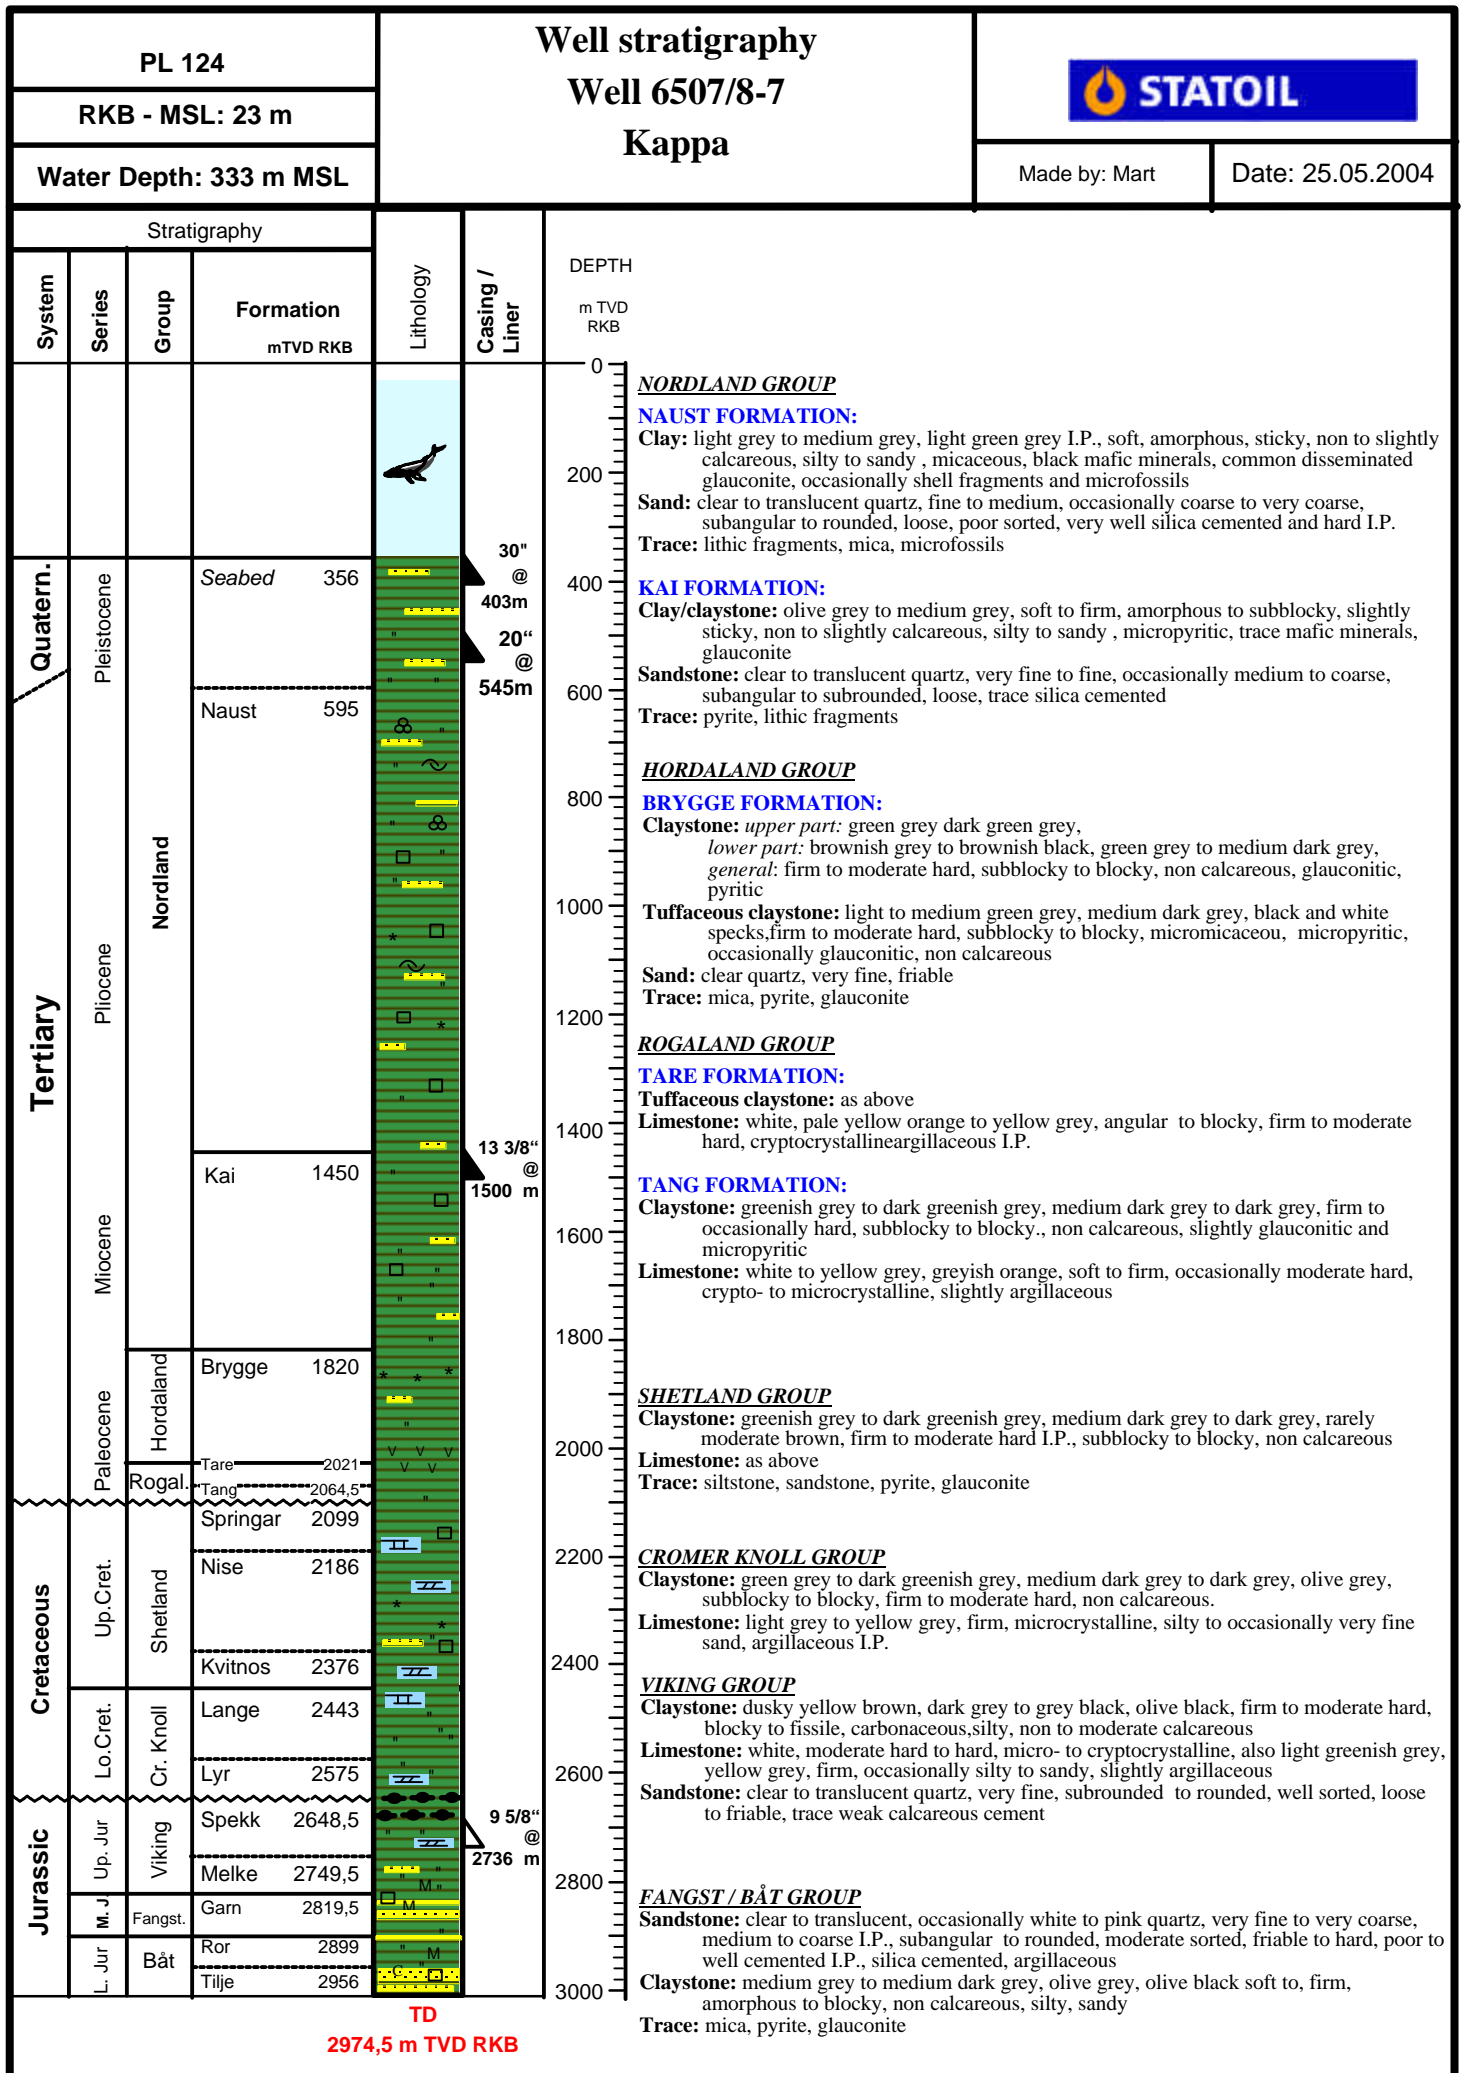 PL 124
RKB - MSL: 23 m
Water Depth: 333 m MSL
Well stratigraphy
Well 6507/8-7
Kappa
STATOIL
Made by: Mart
Date: 25.05.2004
Stratigraphy
System
Series
Group
Formation
mTVD RKB
Lithology
Casing /
Liner
DEPTH
m TVD
RKB
Quatern.
Tertiary
Cretaceous
Jurassic
Pleistocene
Pliocene
Miocene
Paleocene
Up.Cret.
Lo.Cret.
Up. Jur
M. J.
L. Jur
Nordland
Hordaland
Rogal.
Shetland
Cr. Knoll
Viking
Fangst.
Båt
Seabed 356
Naust 595
Kai 1450
Brygge 1820
Tare 2021
Tang 2064,5
Springar 2099
Nise 2186
Kvitnos 2376
Lange 2443
Lyr 2575
Spekk 2648,5
Melke 2749,5
Garn 2819,5
Ror 2899
Tilje 2956
V V V
V V
M
M
M
C
30"
@
403m
20“
@
545m
13 3/8“
@
1500 m
9 5/8“
@
2736 m
TD
2974,5 m TVD RKB
0
200
400
600
800
1000
1200
1400
1600
1800
2000
2200
2400
2600
2800
3000
NORDLAND GROUP
NAUST FORMATION:
Clay: light grey to medium grey, light green grey I.P., soft, amorphous, sticky, non to slightly
calcareous, silty to sandy , micaceous, black mafic minerals, common disseminated
glauconite, occasionally shell fragments and microfossils
Sand: clear to translucent quartz, fine to medium, occasionally coarse to very coarse,
subangular to rounded, loose, poor sorted, very well silica cemented and hard I.P.
Trace: lithic fragments, mica, microfossils
KAI FORMATION:
Clay/claystone: olive grey to medium grey, soft to firm, amorphous to subblocky, slightly
sticky, non to slightly calcareous, silty to sandy , micropyritic, trace mafic minerals,
glauconite
Sandstone: clear to translucent quartz, very fine to fine, occasionally medium to coarse,
subangular to subrounded, loose, trace silica cemented
Trace: pyrite, lithic fragments
HORDALAND GROUP
BRYGGE FORMATION:
Claystone: upper part: green grey dark green grey,
lower part: brownish grey to brownish black, green grey to medium dark grey,
general: firm to moderate hard, subblocky to blocky, non calcareous, glauconitic,
pyritic
Tuffaceous claystone: light to medium green grey, medium dark grey, black and white
specks,firm to moderate hard, subblocky to blocky, micromicaceou, micropyritic,
occasionally glauconitic, non calcareous
Sand: clear quartz, very fine, friable
Trace: mica, pyrite, glauconite
ROGALAND GROUP
TARE FORMATION:
Tuffaceous claystone: as above
Limestone: white, pale yellow orange to yellow grey, angular to blocky, firm to moderate
hard, cryptocrystallineargillaceous I.P.
TANG FORMATION:
Claystone: greenish grey to dark greenish grey, medium dark grey to dark grey, firm to
occasionally hard, subblocky to blocky., non calcareous, slightly glauconitic and
micropyritic
Limestone: white to yellow grey, greyish orange, soft to firm, occasionally moderate hard,
crypto- to microcrystalline, slightly argillaceous
SHETLAND GROUP
Claystone: greenish grey to dark greenish grey, medium dark grey to dark grey, rarely
moderate brown, firm to moderate hard I.P., subblocky to blocky, non calcareous
Limestone: as above
Trace: siltstone, sandstone, pyrite, glauconite
CROMER KNOLL GROUP
Claystone: green grey to dark greenish grey, medium dark grey to dark grey, olive grey,
subblocky to blocky, firm to moderate hard, non calcareous.
Limestone: light grey to yellow grey, firm, microcrystalline, silty to occasionally very fine
sand, argillaceous I.P.
VIKING GROUP
Claystone: dusky yellow brown, dark grey to grey black, olive black, firm to moderate hard,
blocky to fissile, carbonaceous,silty, non to moderate calcareous
Limestone: white, moderate hard to hard, micro- to cryptocrystalline, also light greenish grey,
yellow grey, firm, occasionally silty to sandy, slightly argillaceous
Sandstone: clear to translucent quartz, very fine, subrounded to rounded, well sorted, loose
to friable, trace weak calcareous cement
FANGST / BÅT GROUP
Sandstone: clear to translucent, occasionally white to pink quartz, very fine to very coarse,
medium to coarse I.P., subangular to rounded, moderate sorted, friable to hard, poor to
well cemented I.P., silica cemented, argillaceous
Claystone: medium grey to medium dark grey, olive grey, olive black soft to, firm,
amorphous to blocky, non calcareous, silty, sandy
Trace: mica, pyrite, glauconite